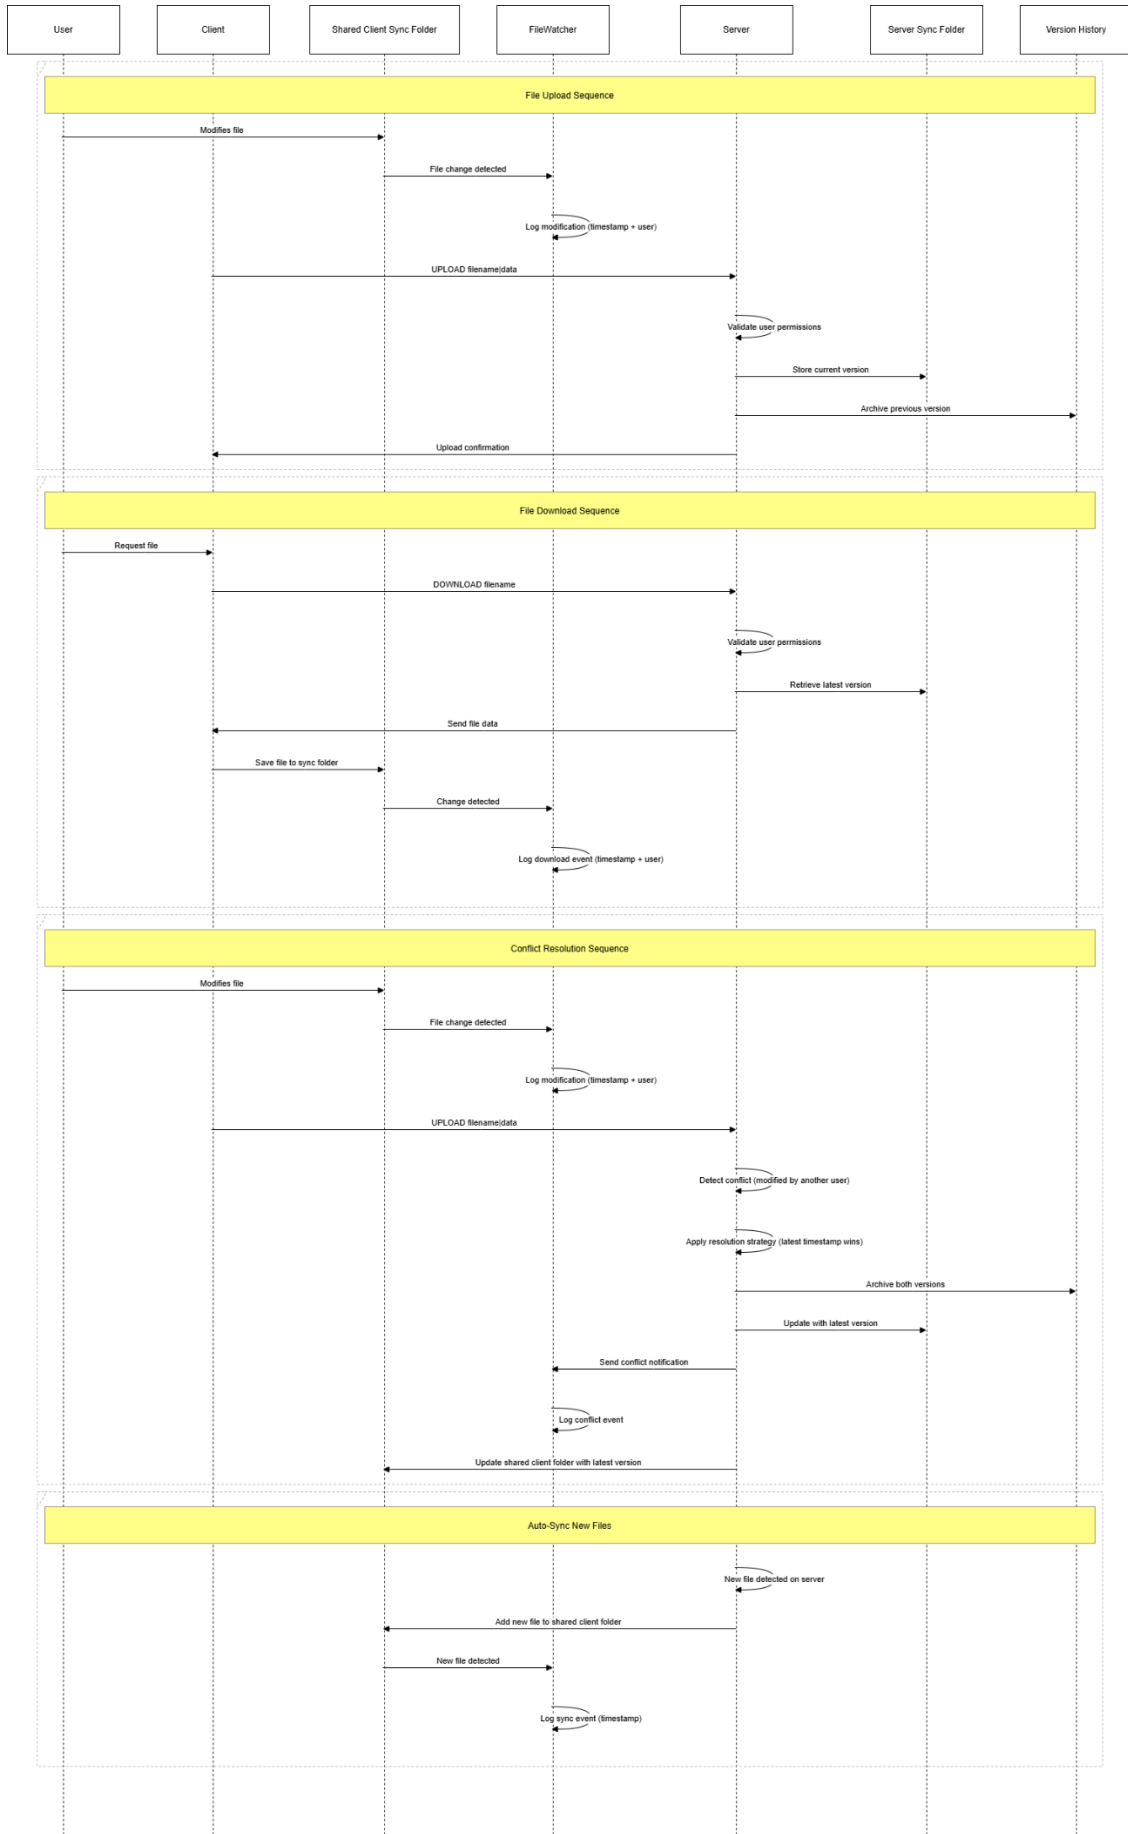 User
Client
Shared Client Sync Folder
FileWatcher
Server
Server Sync Folder
Version History
File Upload Sequence
Modifies file
File change detected
Log modification (timestamp + user)
UPLOAD filename|data
Validate user permissions
Store current version
Archive previous version
Upload confirmation
File Download Sequence
Request file
DOWNLOAD filename
Validate user permissions
Retrieve latest version
Send file data
Save file to sync folder
Change detected
Log download event (timestamp + user)
Conflict Resolution Sequence
Modifies file
File change detected
Log modification (timestamp + user)
UPLOAD filename|data
Detect conflict (modified by another user)
Apply resolution strategy (latest timestamp wins)
Archive both versions
Update with latest version
Send conflict notification
Log conflict event
Update shared client folder with latest version
Auto-Sync New Files
New file detected on server
Add new file to shared client folder
New file detected
Log sync event (timestamp)